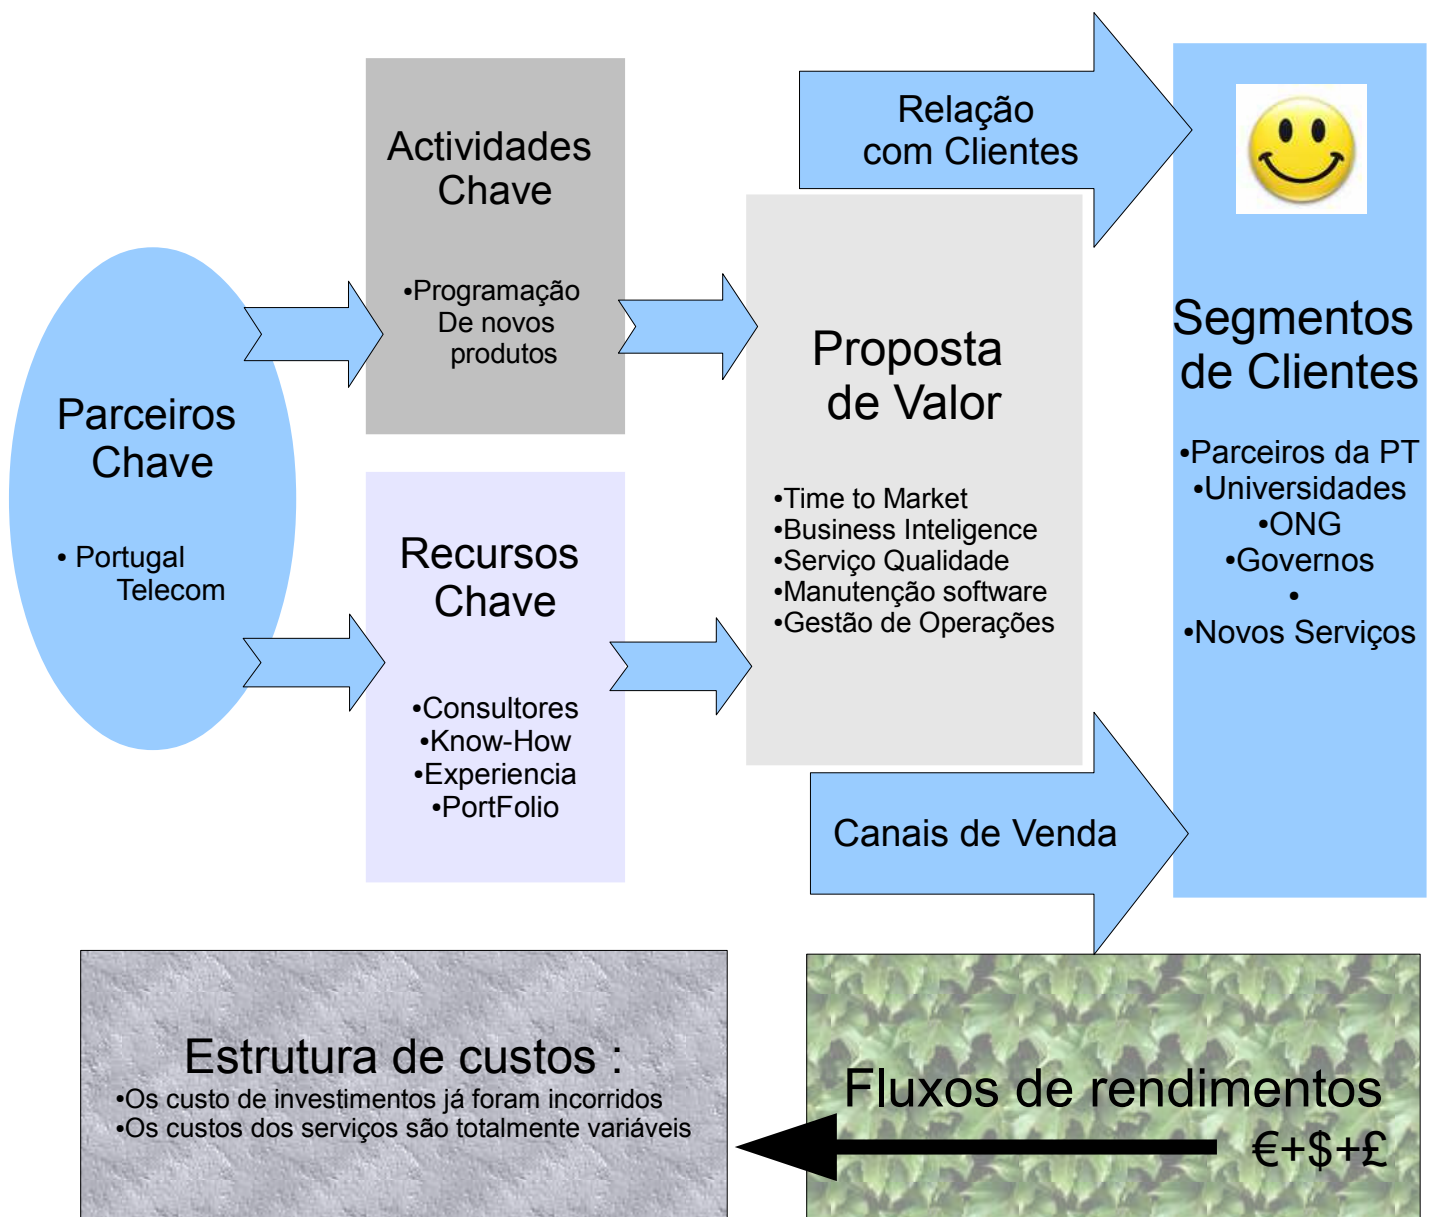 Parceiros
Chave
• Portugal
Telecom
Actividades
Chave
•Programação
De novos
produtos
Recursos
Chave
•Consultores
•Know-How
•Experiencia
•PortFolio
Proposta
de Valor
•Time to Market
•Business Inteligence
•Serviço Qualidade
•Manutenção software
•Gestão de Operações
Relação
com Clientes
Canais de Venda
Segmentos
de Clientes
•Parceiros da PT
•Universidades
•ONG
•Governos
•
•Novos Serviços
Estrutura de custos :
•Os custo de investimentos já foram incorridos
•Os custos dos serviços são totalmente variáveis
Fluxos de rendimentos
€+$+£